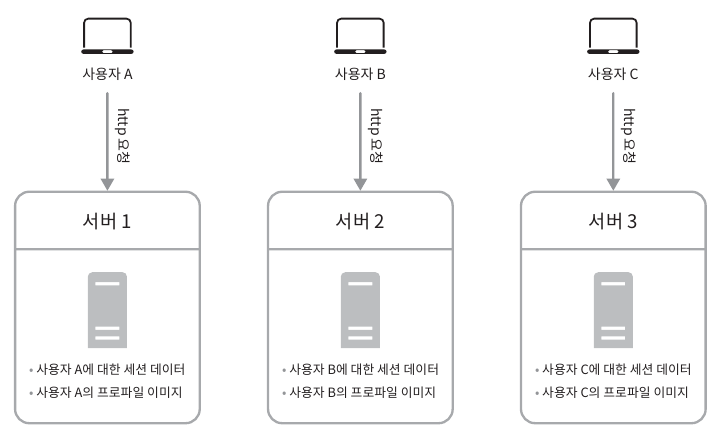 사용자 A
사용자 B
사용자 C
http 요청
http 요청
http 요청
서버 1
서버 2
서버 3
• 사용자 A에 대한 세션 데이터
• 사용자 A의 프로파일 이미지
• 사용자 B에 대한 세션 데이터
• 사용자 B의 프로파일 이미지
• 사용자 C에 대한 세션 데이터
• 사용자 C의 프로파일 이미지